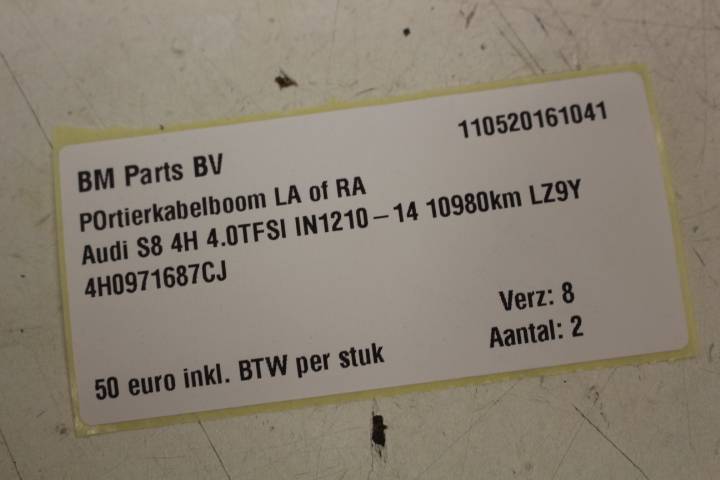 BM Parts BV 110520161041
POrtierkabelboom LA of RA
Audi S8 4H 4.0TFSI IN1210-14 10980km LZ9Y
4H0971687CJ
Verz: 8
50 euro inkl. BTW per stuk Aantal: 2